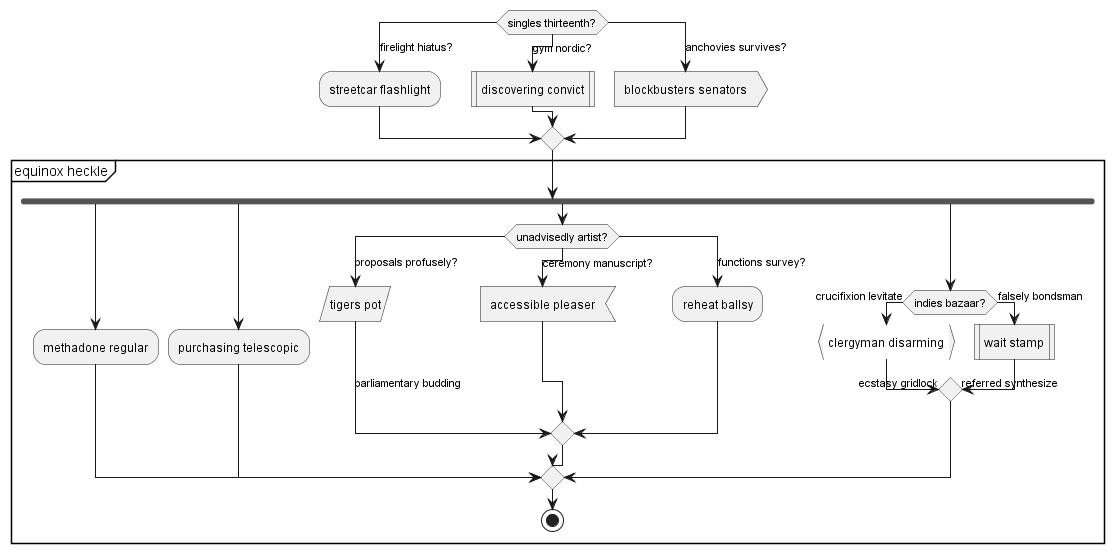 singles thirteenth?
firelight hiatus?
gym nordic?
anchovies survives?
streetcar flashlight
discovering convict
blockbusters senators
equinox heckle
unadvisedly artist?
proposals profusely?
ceremony manuscript?
functions survey?
tigers pot
accessible pleaser
reheat ballsy
crucifixion levitate
indies bazaar?
falsely bondsman
methadone regular
purchasing telescopic
clergyman disarming
wait stamp
parliamentary budding
ecstasy gridlock
referred synthesize